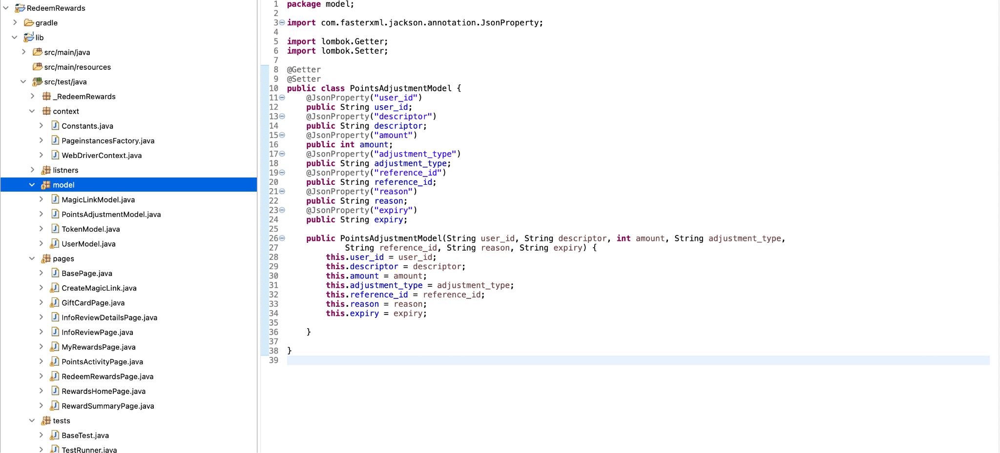 RedeemRewards
gradle
lib
src/main/java
src/main/resources
src/test/java
_RedeemRewards
context
Constants.java
PageinstancesFactory.java
WebDriverContext.java
listners
model
MagicLinkModel.java
PointsAdjustmentModel.java
TokenModel.java
UserModel.java
pages
BasePage.java
CreateMagicLink.java
GiftCardPage.java
InfoReviewDetailsPage.java
InfoReviewPage.java
MyRewardsPage.java
PointsActivityPage.java
RedeemRewardsPage.java
RewardsHomePage.java
RewardSummaryPage.java
tests
BaseTest.java
TestRunner.java
1 package model;
2
3 import com.fasterxml.jackson.annotation.JsonProperty;
4
5 import lombok.Getter;
6 import lombok.Setter;
7
8 @Getter
9 @Setter
10 public class PointsAdjustmentModel {
11 @JsonProperty("user_id")
12 public String user_id;
13 @JsonProperty("descriptor")
14 public String descriptor;
15 @JsonProperty("amount")
16 public int amount;
17 @JsonProperty("adjustment_type")
18 public String adjustment_type;
19 @JsonProperty("reference_id")
20 public String reference_id;
21 @JsonProperty("reason")
22 public String reason;
23 @JsonProperty("expiry")
24 public String expiry;
25
26 public PointsAdjustmentModel(String user_id, String descriptor, int amount, String adjustment_type,
27 String reference_id, String reason, String expiry) {
28 this.user_id = user_id;
29 this.descriptor = descriptor;
30 this.amount = amount;
31 this.adjustment_type = adjustment_type;
32 this.reference_id = reference_id;
33 this.reason = reason;
34 this.expiry = expiry;
35
36 }
37
38 }
39